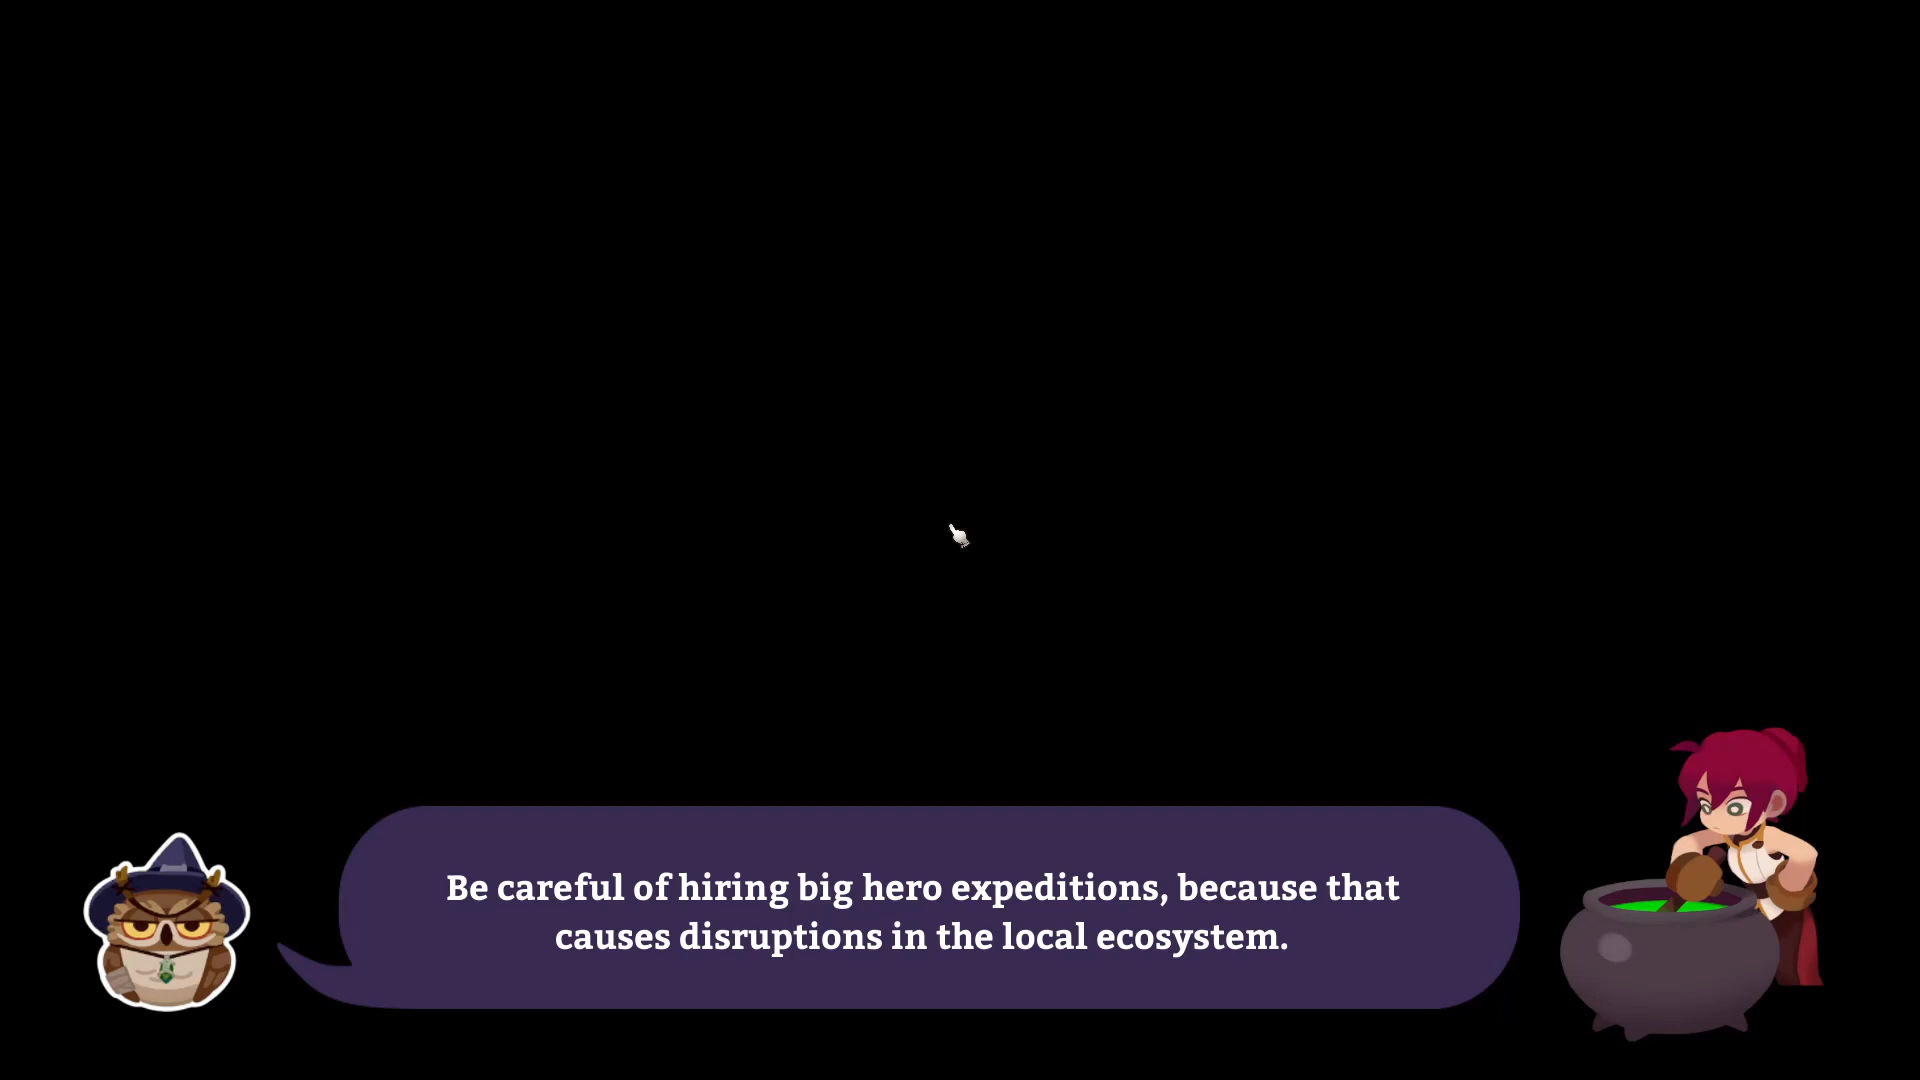 Be careful of hiring big hero expeditions, because that
causes disruptions in the local ecosystem.